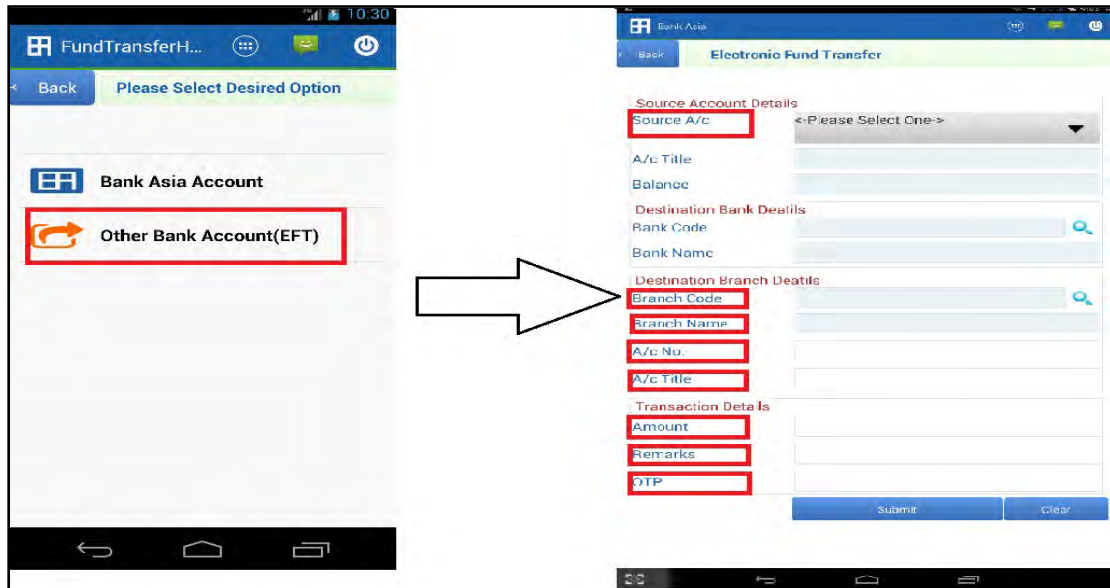 10:30
FundTransferH...
Back
Please Select Desired Option
Bank Asia Account
Other Bank Account(EFT)
Bank Asia
Back
Electronic Fund Transfer
Source Account Details
Source A/c
<-Please Select One->
A/c Title
Balance
Destination Bank Deatils
Bank Code
Bank Name
Destination Branch Deatils
Branch Code
Branch Name
A/c No.
A/c Title
Transaction Details
Amount
Remarks
OTP
Submit
Clear